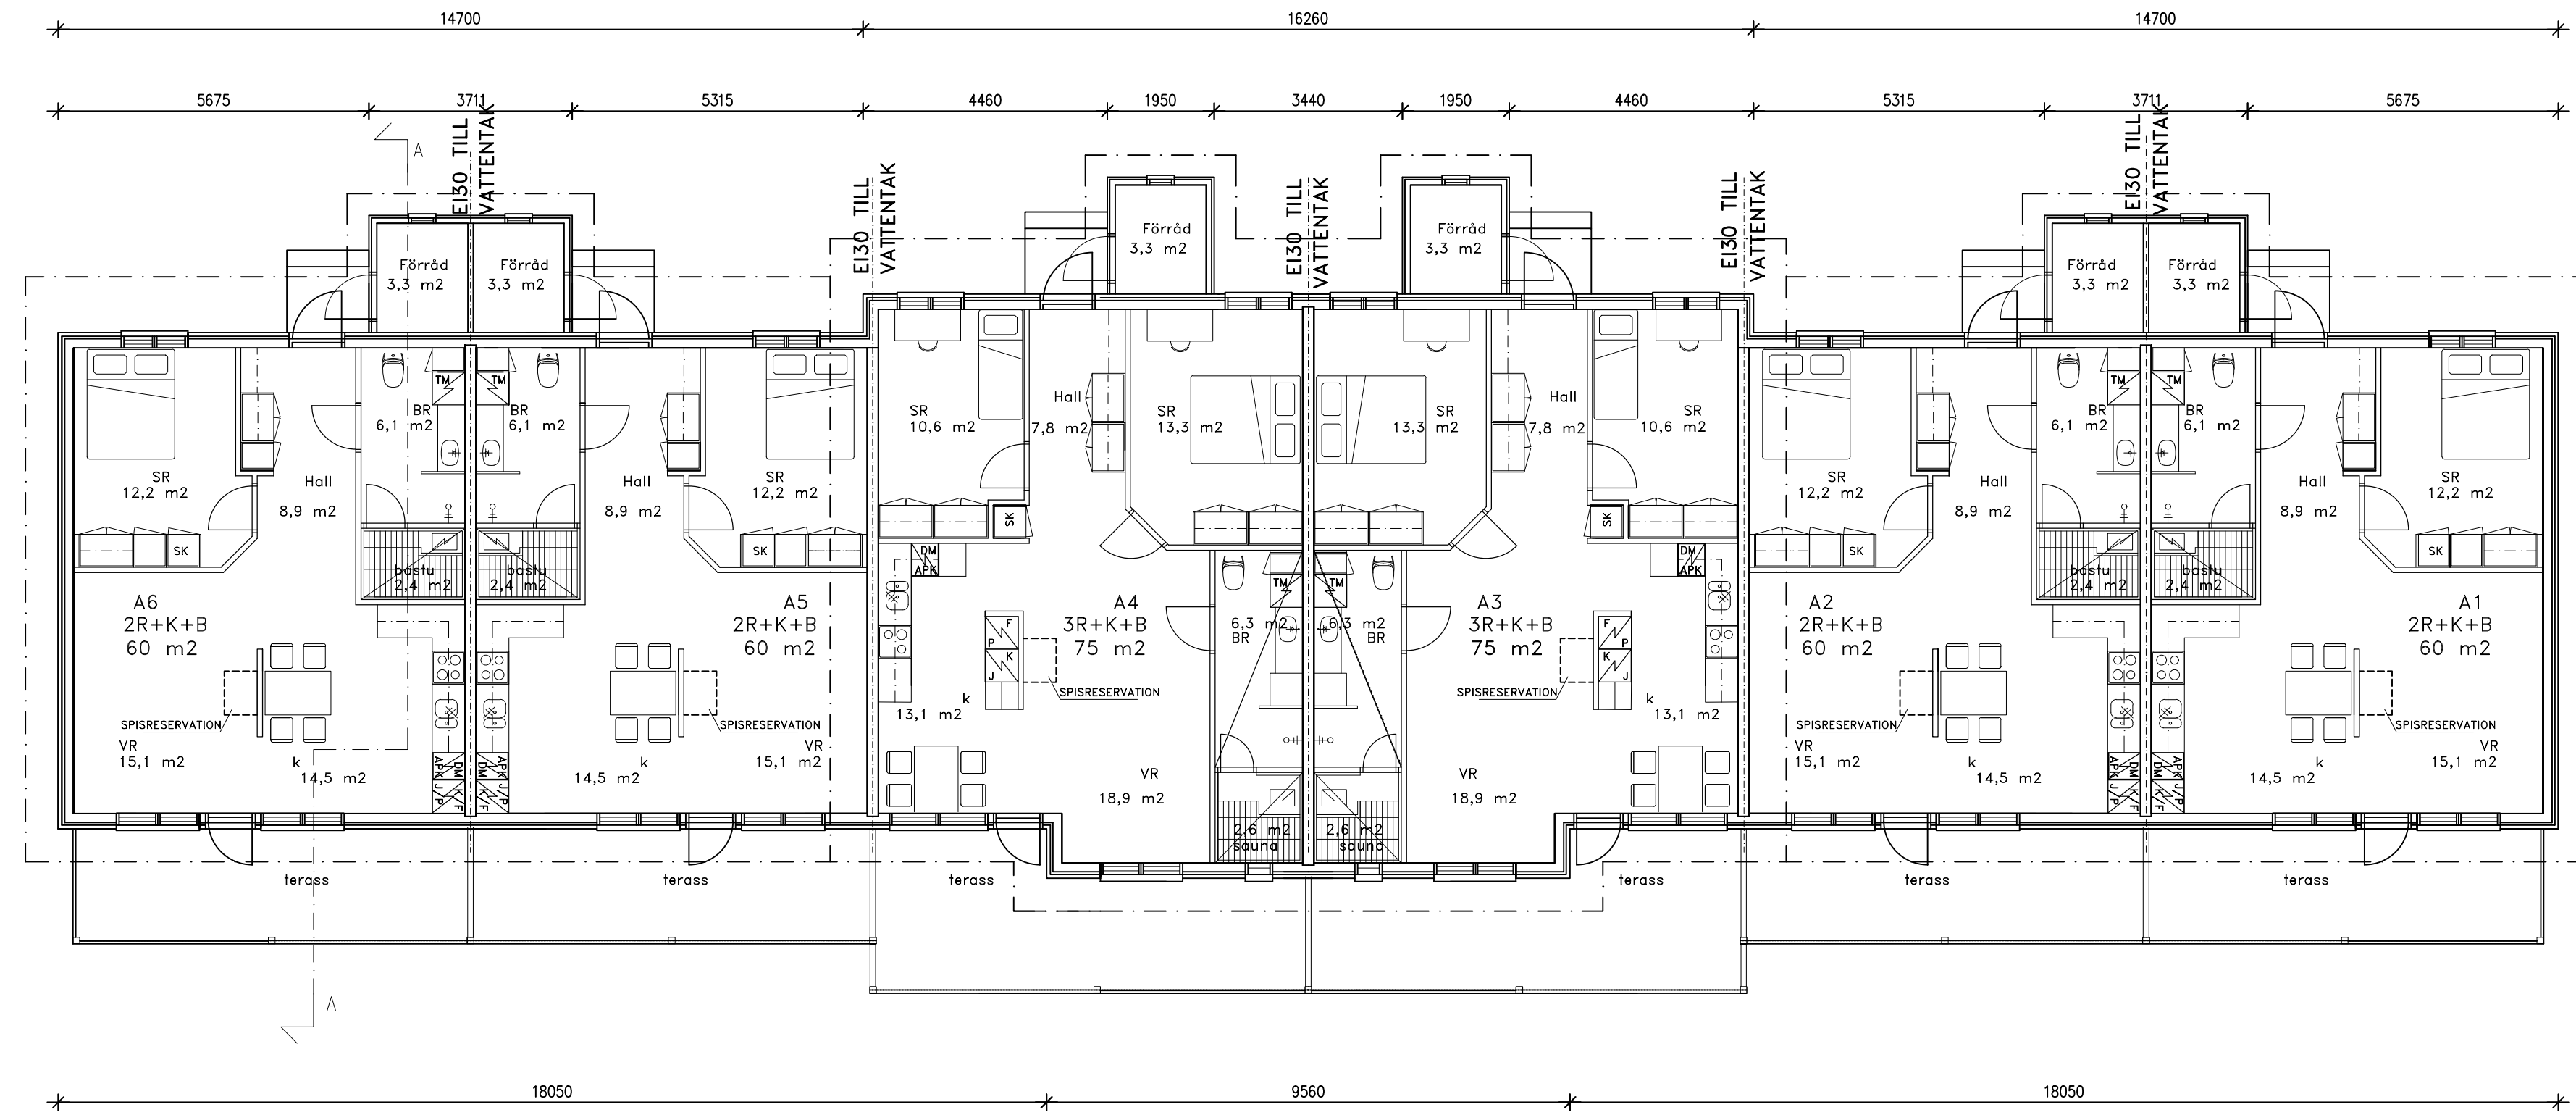 14700 16260 14700
5675 3711 5315 4460 1950 3440 1950 4460 5315 3711 5675
EI30 TILL
VATTENTAK
EI30 TILL
VATTENTAK
EI30 TILL
VATTENTAK
EI30 TILL
VATTENTAK
EI30 TILL
VATTENTAK
A
Förråd
3,3 m2
Förråd
3,3 m2
Förråd
3,3 m2
Förråd
3,3 m2
Förråd
3,3 m2
Förråd
3,3 m2
SR
12,2 m2
SK
Hall
8,9 m2
BR
6,1 m2
TM
bastu
2,4 m2
A6
2R+K+B
60 m2
SPISRESERVATION
VR
15,1 m2
k
14,5 m2
APK DM
J/P K/F
terass
TM
BR
6,1 m2
bastu
2,4 m2
Hall
8,9 m2
SR
12,2 m2
SK
A5
2R+K+B
60 m2
SPISRESERVATION
VR
15,1 m2
k
14,5 m2
DM APK
K/F J/P
terass
SR
10,6 m2
Hall
7,8 m2
SR
13,3 m2
SK
DM
APK
A4
3R+K+B
75 m2
F
P
K
J
SPISRESERVATION
k
13,1 m2
TM
6,3 m2
BR
VR
18,9 m2
2,6 m2
sauna
terass
SR
13,3 m2
Hall
7,8 m2
SR
10,6 m2
SK
DM
APK
TM
6,3 m2
BR
A3
3R+K+B
75 m2
F
P
K
J
SPISRESERVATION
k
13,1 m2
VR
18,9 m2
2,6 m2
sauna
terass
SR
12,2 m2
SK
Hall
8,9 m2
BR
6,1 m2
TM
bastu
2,4 m2
A2
2R+K+B
60 m2
SPISRESERVATION
VR
15,1 m2
k
14,5 m2
APK DM
J/P K/F
terass
TM
BR
6,1 m2
bastu
2,4 m2
Hall
8,9 m2
SR
12,2 m2
SK
A1
2R+K+B
60 m2
SPISRESERVATION
VR
15,1 m2
k
14,5 m2
DM APK
K/F J/P
terass
A
18050 9560 18050